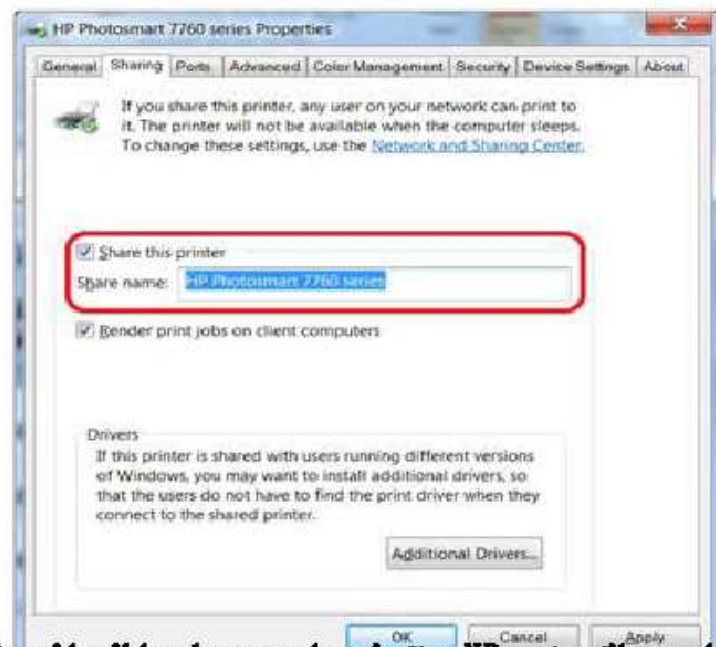 HP Photosmart 7760 series Properties
General Sharing Ports Advanced Color Management Security Device Settings About
If you share this printer, any user on your network can print to
it. The printer will not be available when the computer sleeps.
To change these settings, use the Network and Sharing Center.
Share this printer
Share name: HP Photosmart 7760 series
Render print jobs on client computers
Drivers
If this printer is shared with users running different versions
of Windows, you may want to install additional drivers, so
that the users do not have to find the print driver when they
connect to the shared printer.
Additional Drivers...
OK Cancel Apply